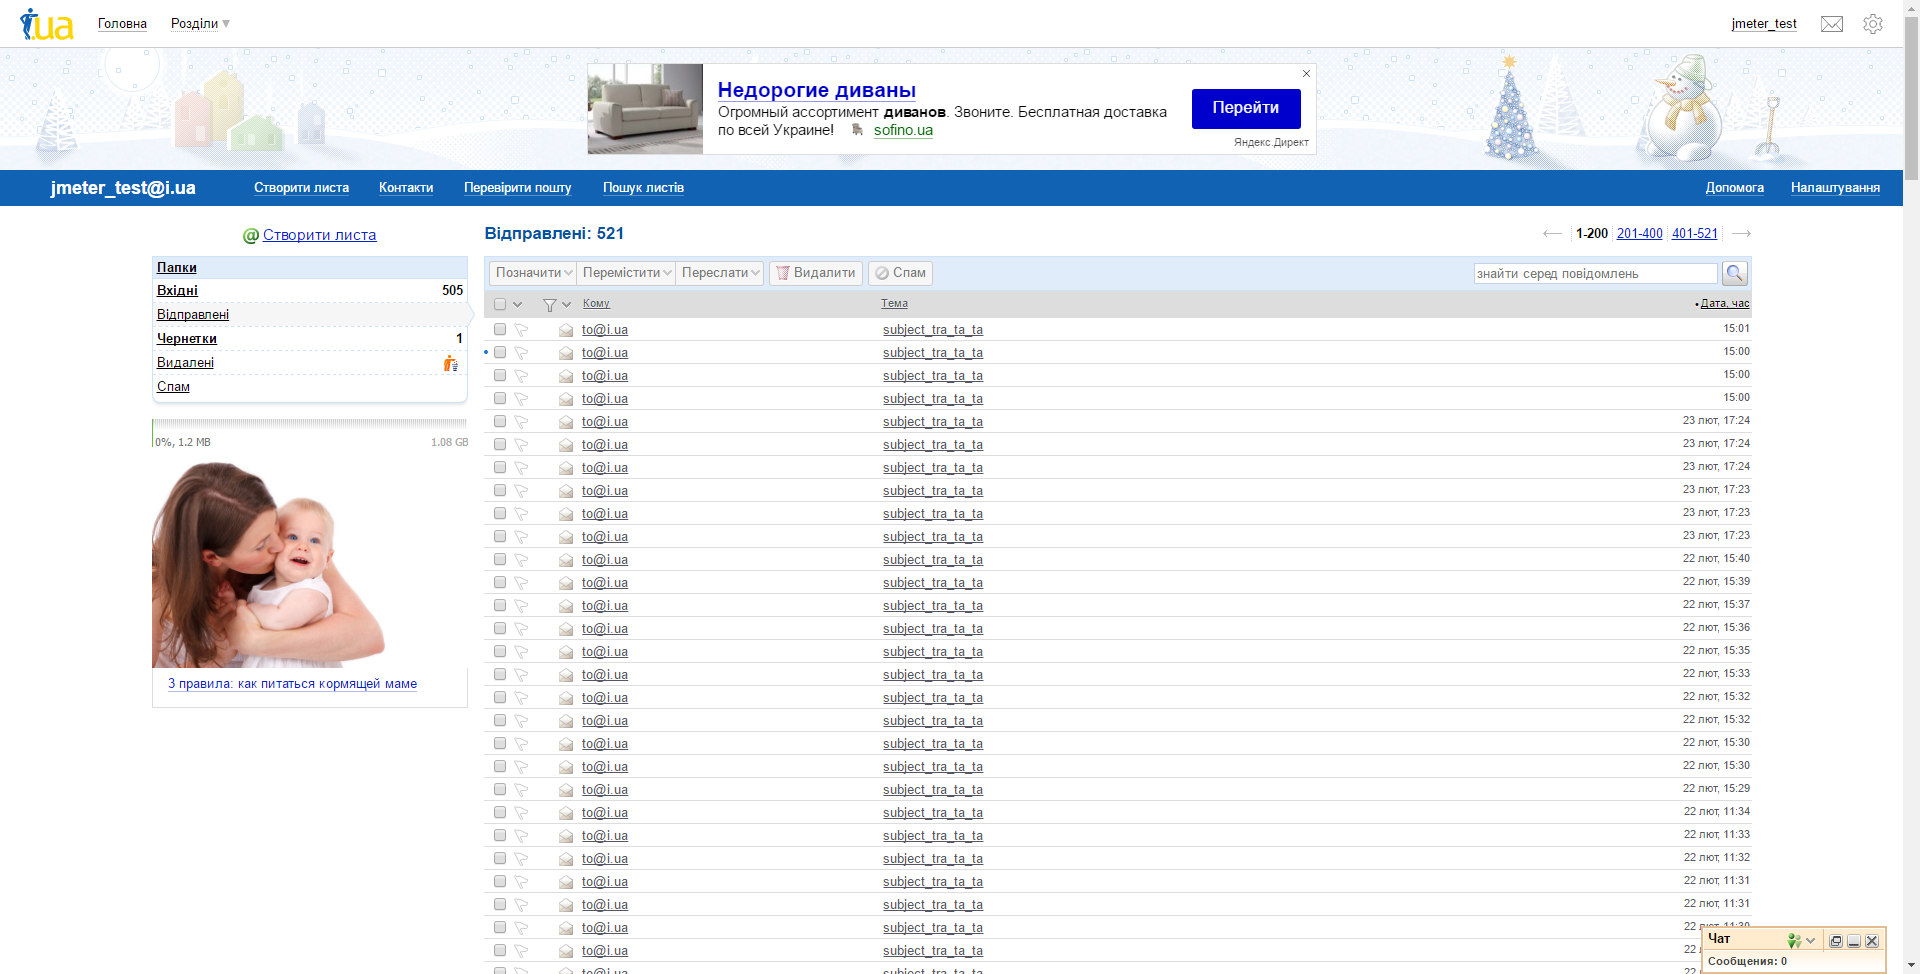 i.ua
Головна
Розділи
jmeter_test
Недорогие диваны
Огромный ассортимент диванов. Звоните. Бесплатная доставка
по всей Украине! sofino.ua
Перейти
Яндекс.Директ
jmeter_test@i.ua
Створити листа
Контакти
Перевірити пошту
Пошук листів
Допомога
Налаштування
Створити листа
Папки
Вхідні 505
Відправлені
Чернетки 1
Видалені
Спам
0%, 1.2 MB 1.08 GB
3 правила: как питаться кормящей маме
Відправлені: 521
1-200 201-400 401-521
Позначити Перемістити Переслати Видалити Спам
знайти серед повідомлень
Кому Тема Дата, час
to@i.ua subject_tra_ta_ta 15:01
to@i.ua subject_tra_ta_ta 15:00
to@i.ua subject_tra_ta_ta 15:00
to@i.ua subject_tra_ta_ta 15:00
to@i.ua subject_tra_ta_ta 23 лют, 17:24
to@i.ua subject_tra_ta_ta 23 лют, 17:24
to@i.ua subject_tra_ta_ta 23 лют, 17:24
to@i.ua subject_tra_ta_ta 23 лют, 17:23
to@i.ua subject_tra_ta_ta 23 лют, 17:23
to@i.ua subject_tra_ta_ta 23 лют, 17:23
to@i.ua subject_tra_ta_ta 22 лют, 15:40
to@i.ua subject_tra_ta_ta 22 лют, 15:39
to@i.ua subject_tra_ta_ta 22 лют, 15:37
to@i.ua subject_tra_ta_ta 22 лют, 15:36
to@i.ua subject_tra_ta_ta 22 лют, 15:35
to@i.ua subject_tra_ta_ta 22 лют, 15:33
to@i.ua subject_tra_ta_ta 22 лют, 15:32
to@i.ua subject_tra_ta_ta 22 лют, 15:32
to@i.ua subject_tra_ta_ta 22 лют, 15:30
to@i.ua subject_tra_ta_ta 22 лют, 15:30
to@i.ua subject_tra_ta_ta 22 лют, 15:29
to@i.ua subject_tra_ta_ta 22 лют, 11:34
to@i.ua subject_tra_ta_ta 22 лют, 11:33
to@i.ua subject_tra_ta_ta 22 лют, 11:32
to@i.ua subject_tra_ta_ta 22 лют, 11:31
to@i.ua subject_tra_ta_ta 22 лют, 11:31
to@i.ua subject_tra_ta_ta 22
to@i.ua subject_tra_ta_ta 22
to@i.ua subject_tra_ta_ta 22
Чат
Сообщения: 0